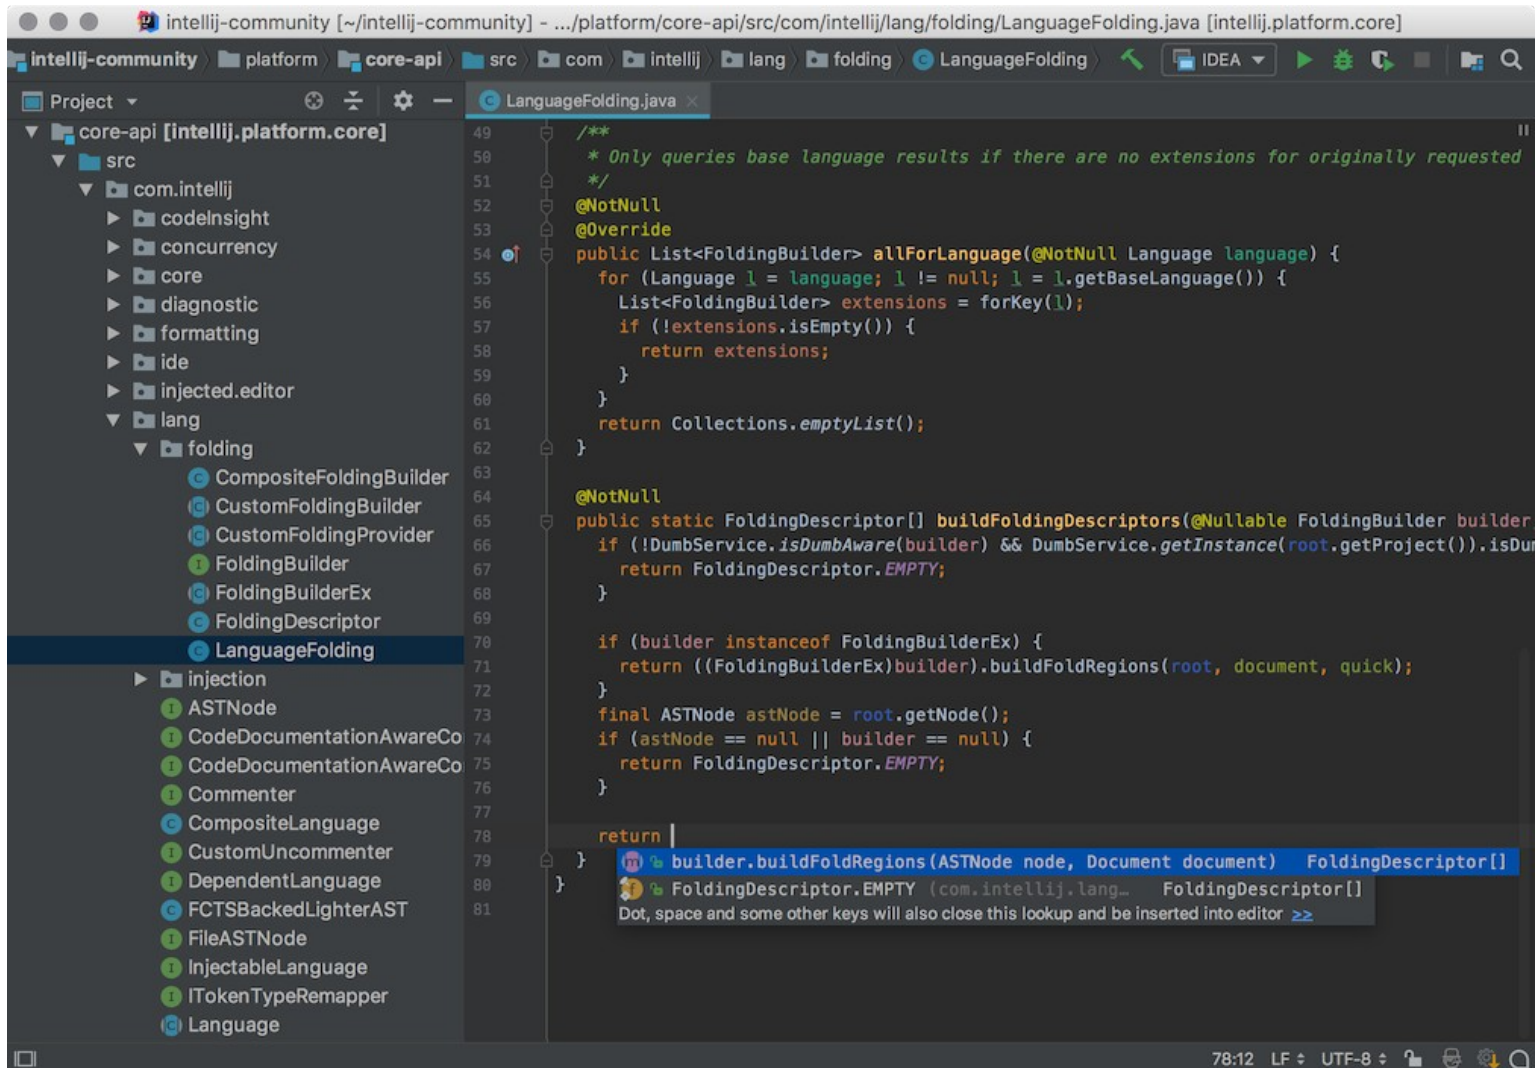 intellij-community [~/intellij-community] - .../platform/core-api/src/com/intellij/lang/folding/LanguageFolding.java [intellij.platform.core]
intellij-community platform core-api src com intellij lang folding LanguageFolding IDEA
Project
LanguageFolding.java
core-api [intellij.platform.core]
src
com.intellij
codeInsight
concurrency
core
diagnostic
formatting
ide
injected.editor
lang
folding
CompositeFoldingBuilder
CustomFoldingBuilder
CustomFoldingProvider
FoldingBuilder
FoldingBuilderEx
FoldingDescriptor
LanguageFolding
injection
ASTNode
CodeDocumentationAwareCo
CodeDocumentationAwareCo
Commenter
CompositeLanguage
CustomUncommenter
DependentLanguage
FCTSBackedLighterAST
FileASTNode
InjectableLanguage
ITokenTypeRemapper
Language
49 /**
50 * Only queries base language results if there are no extensions for originally requested
51 */
52 @NotNull
53 @Override
54 public List<FoldingBuilder> allForLanguage(@NotNull Language language) {
55 for (Language l = language; l != null; l = l.getBaseLanguage()) {
56 List<FoldingBuilder> extensions = forKey(l);
57 if (!extensions.isEmpty()) {
58 return extensions;
59 }
60 }
61 return Collections.emptyList();
62 }
63
64 @NotNull
65 public static FoldingDescriptor[] buildFoldingDescriptors(@Nullable FoldingBuilder builder
66 if (!DumbService.isDumbAware(builder) && DumbService.getInstance(root.getProject()).isDu
67 return FoldingDescriptor.EMPTY;
68 }
69
70 if (builder instanceof FoldingBuilderEx) {
71 return ((FoldingBuilderEx)builder).buildFoldRegions(root, document, quick);
72 }
73 final ASTNode astNode = root.getNode();
74 if (astNode == null || builder == null) {
75 return FoldingDescriptor.EMPTY;
76 }
77
78 return
79 }
80 }
81
builder.buildFoldRegions(ASTNode node, Document document) FoldingDescriptor[]
FoldingDescriptor.EMPTY (com.intellij.lang… FoldingDescriptor[]
Dot, space and some other keys will also close this lookup and be inserted into editor >>
78:12 LF UTF-8